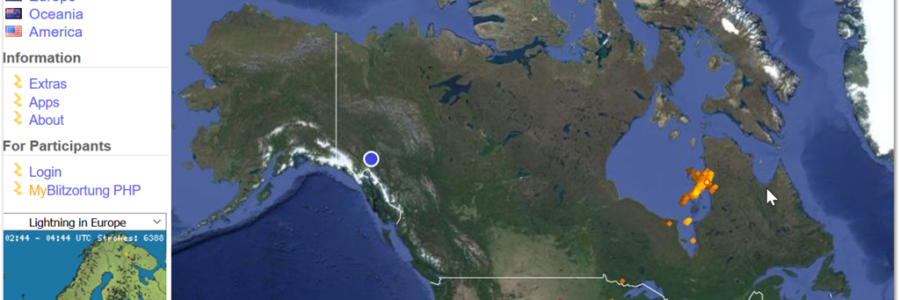 Oceania
America
Information
Extras
Apps
About
For Participants
Login
MyBlitzortung PHP
Lightning in Europe
02:44 - 04:44 UTC Strokes: 6388